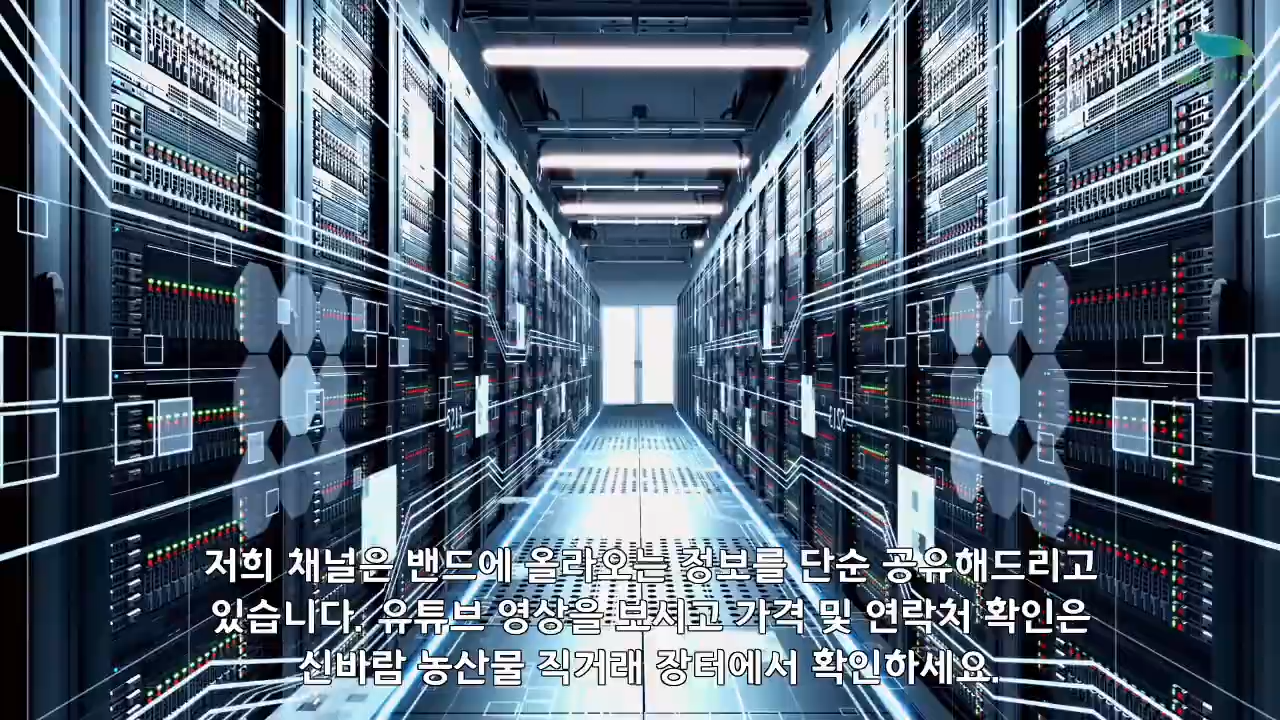 저희 채널은 밴드에 올라오는 정보를 단순 공유해드리고
있습니다. 유튜브 영상을 보시고 가격 및 연락처 확인은
신바람 농산물 직거래 장터에서 확인하세요.